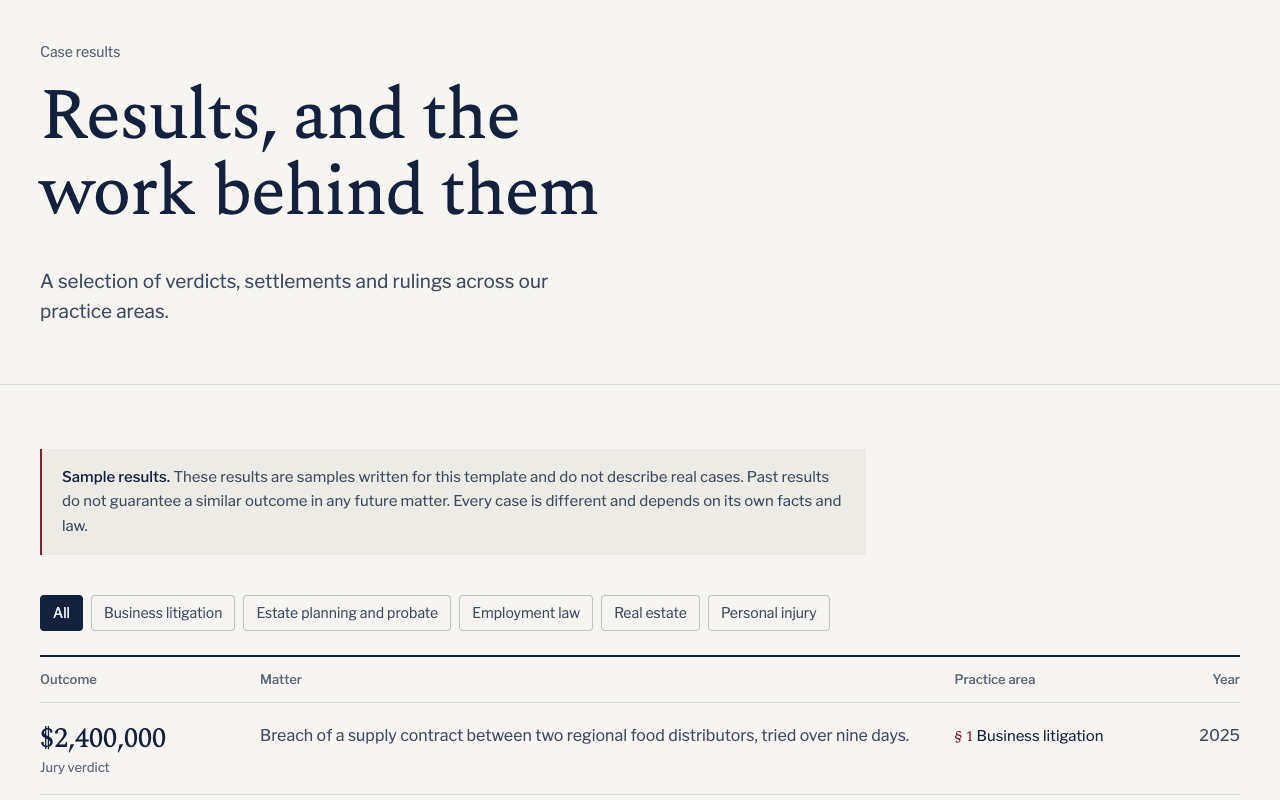 Case results
Results, and the
work behind them
A selection of verdicts, settlements and rulings across our
practice areas.
Sample results. These results are samples written for this template and do not describe real cases. Past results
do not guarantee a similar outcome in any future matter. Every case is different and depends on its own facts and
law.
All Business litigation Estate planning and probate Employment law Real estate Personal injury
Outcome Matter Practice area Year
$2,400,000 Breach of a supply contract between two regional food distributors, tried over nine days. § 1 Business litigation 2025
Jury verdict